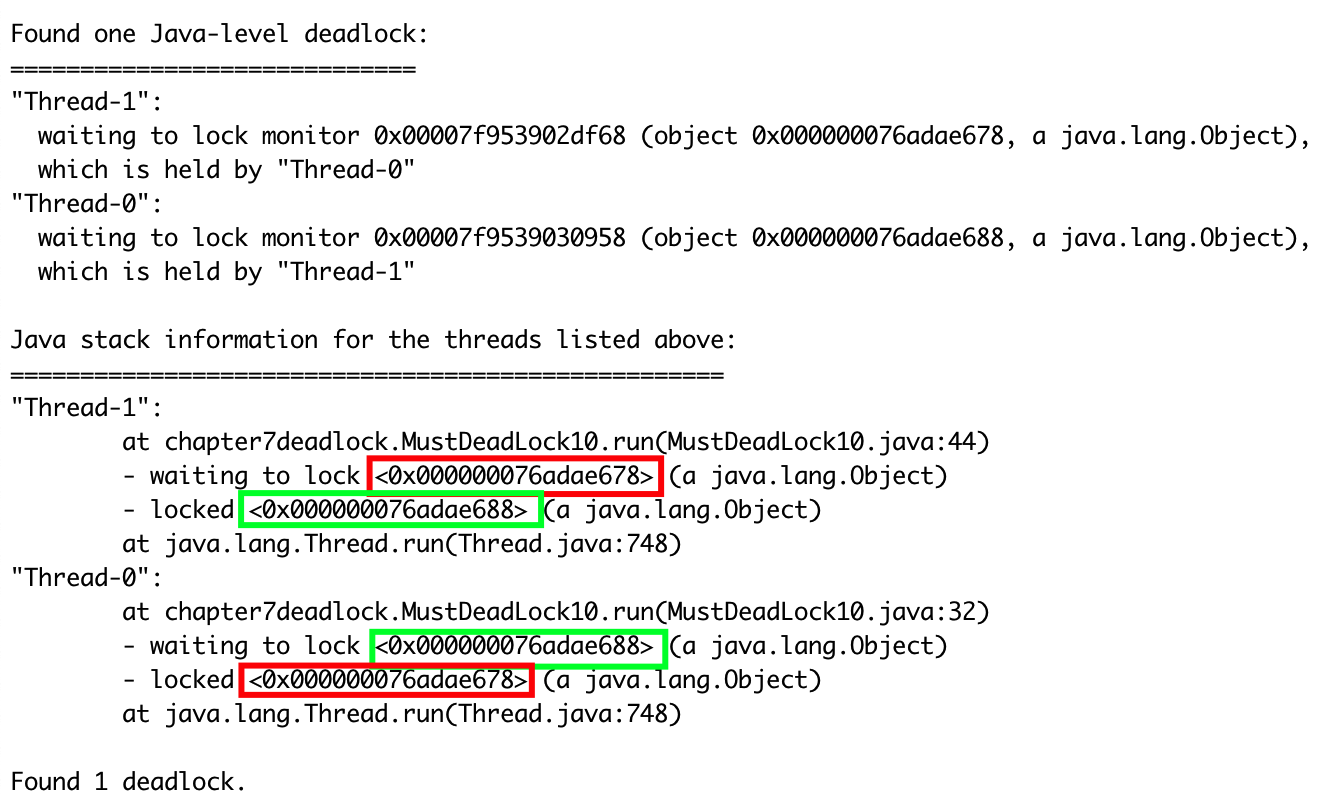 Found one Java-level deadlock:
=============================
"Thread-1":
  waiting to lock monitor 0x00007f953902df68 (object 0x000000076adae678, a java.lang.Object),
  which is held by "Thread-0"
"Thread-0":
  waiting to lock monitor 0x00007f9539030958 (object 0x000000076adae688, a java.lang.Object),
  which is held by "Thread-1"

Java stack information for the threads listed above:
===================================================
"Thread-1":
        at chapter7deadlock.MustDeadLock10.run(MustDeadLock10.java:44)
        - waiting to lock <0x000000076adae678> (a java.lang.Object)
        - locked <0x000000076adae688> (a java.lang.Object)
        at java.lang.Thread.run(Thread.java:748)
"Thread-0":
        at chapter7deadlock.MustDeadLock10.run(MustDeadLock10.java:32)
        - waiting to lock <0x000000076adae688> (a java.lang.Object)
        - locked <0x000000076adae678> (a java.lang.Object)
        at java.lang.Thread.run(Thread.java:748)

Found 1 deadlock.